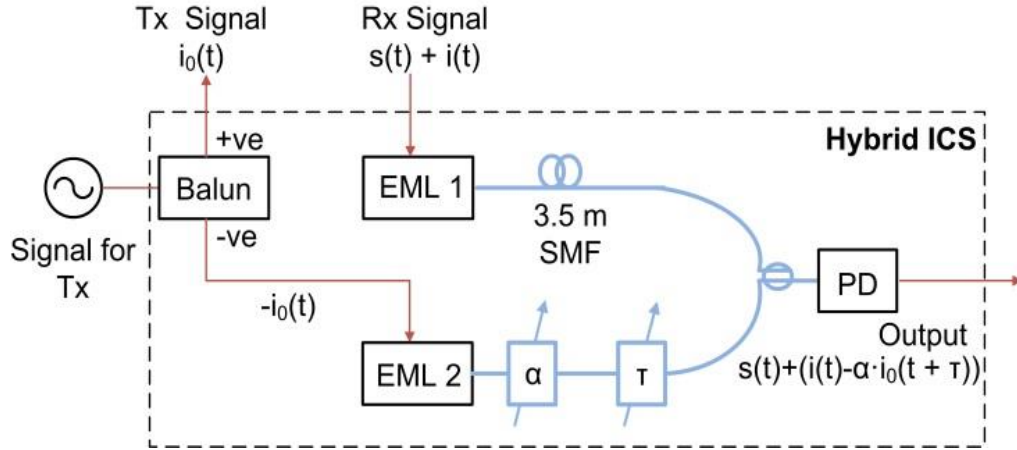 Tx Signal
i₀(t)
Rx Signal
s(t) + i(t)
Hybrid ICS
+ve
Balun
-ve
Signal for
Tx
EML 1
3.5 m
SMF
PD
-i₀(t)
EML 2
α
τ
Output
s(t)+(i(t)-α·i₀(t + τ))